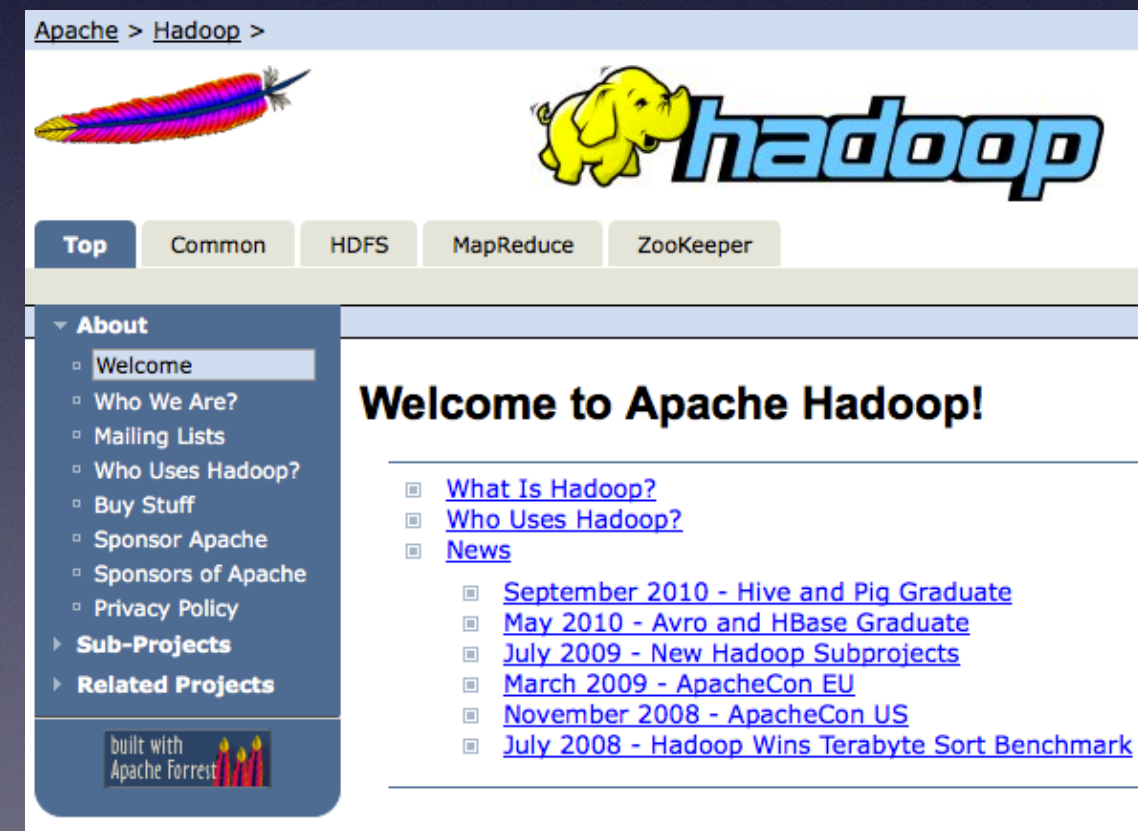 Apache > Hadoop >
hadoop
Top Common HDFS MapReduce ZooKeeper
About
Welcome
Who We Are?
Mailing Lists
Who Uses Hadoop?
Buy Stuff
Sponsor Apache
Sponsors of Apache
Privacy Policy
Sub-Projects
Related Projects
built with
Apache Forrest
Welcome to Apache Hadoop!
What Is Hadoop?
Who Uses Hadoop?
News
September 2010 - Hive and Pig Graduate
May 2010 - Avro and HBase Graduate
July 2009 - New Hadoop Subprojects
March 2009 - ApacheCon EU
November 2008 - ApacheCon US
July 2008 - Hadoop Wins Terabyte Sort Benchmark